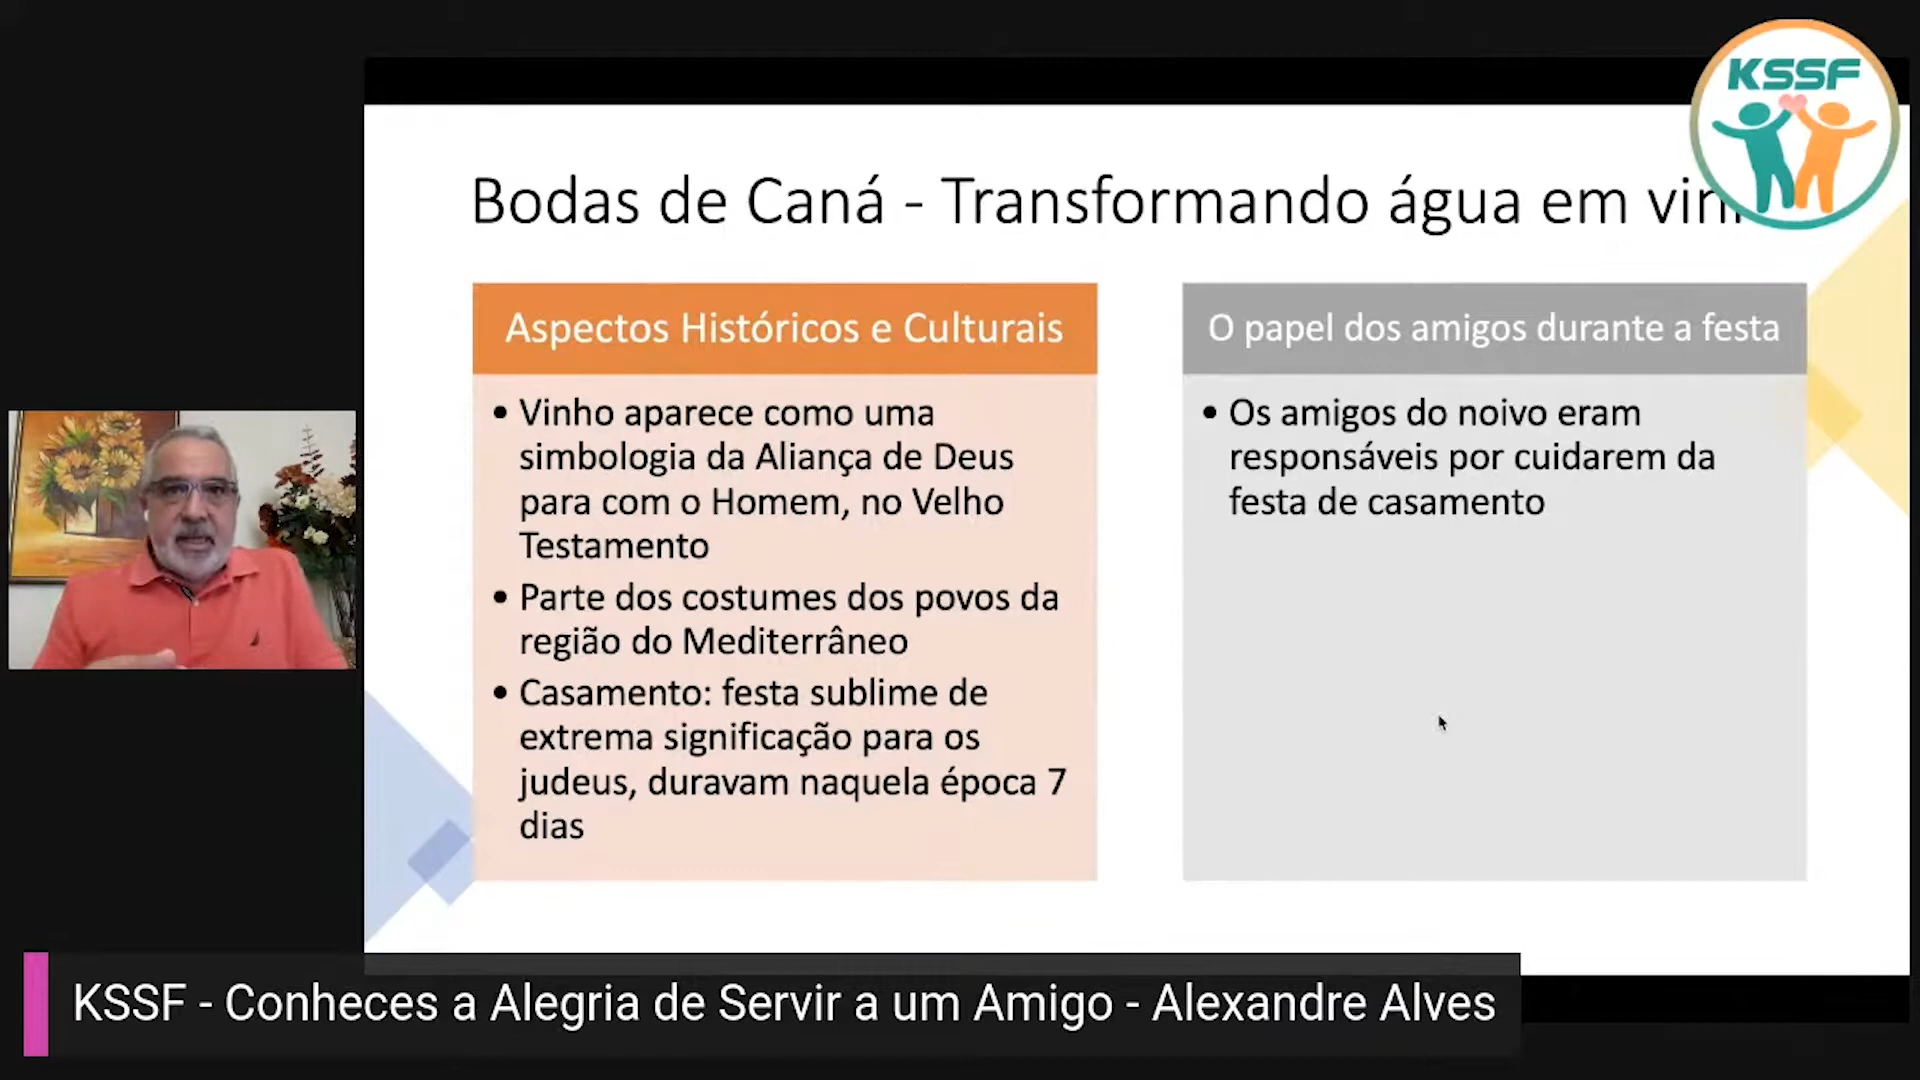 KSSF
Bodas de Caná - Transformando água em
Aspectos Históricos e Culturais
• Vinho aparece como uma
simbologia da Aliança de Deus
para com o Homem, no Velho
Testamento
• Parte dos costumes dos povos da
região do Mediterrâneo
• Casamento: festa sublime de
extrema significação para os
judeus, duravam naquela época 7
dias
O papel dos amigos durante a festa
• Os amigos do noivo eram
responsáveis por cuidarem da
festa de casamento
KSSF - Conheces a Alegria de Servir a um Amigo - Alexandre Alves